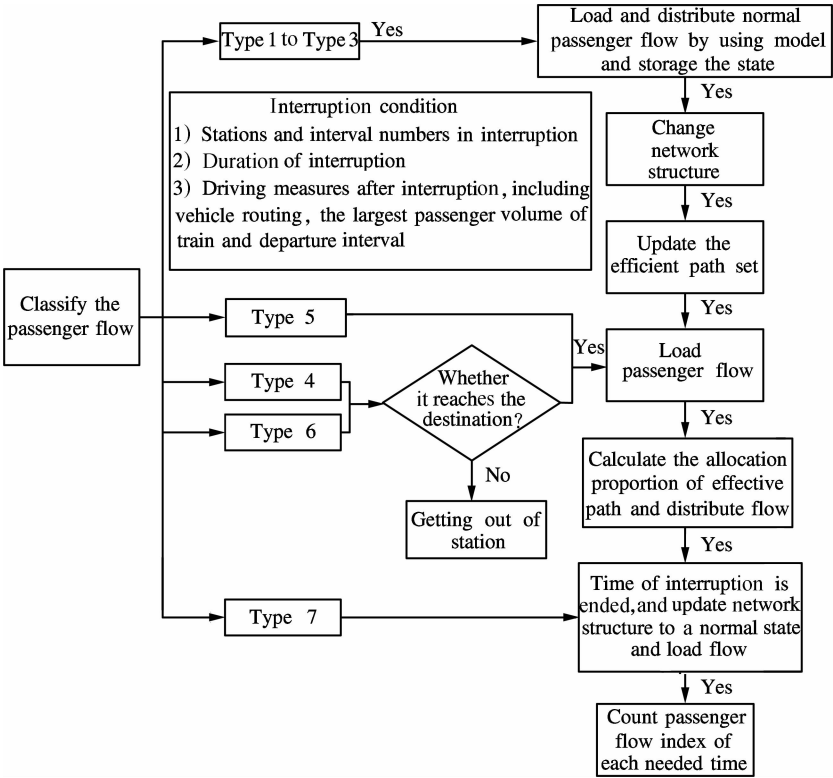 Type 1 to Type 3
Yes
Load and distribute normal
passenger flow by using model
and storage the state
Yes
Interruption condition
1) Stations and interval numbers in interruption
2) Duration of interruption
3) Driving measures after interruption, including
vehicle routing, the largest passenger volume of
train and departure interval
Change
network
structure
Yes
Update the
efficient path set
Yes
Classify the
passenger flow
Type 5
Type 4
Type 6
Whether
it reaches the
destination?
Yes
No
Getting out of
station
Load
passenger flow
Yes
Calculate the allocation
proportion of effective
path and distribute flow
Yes
Type 7
Time of interruption is
ended, and update network
structure to a normal state
and load flow
Yes
Count passenger
flow index of
each needed time